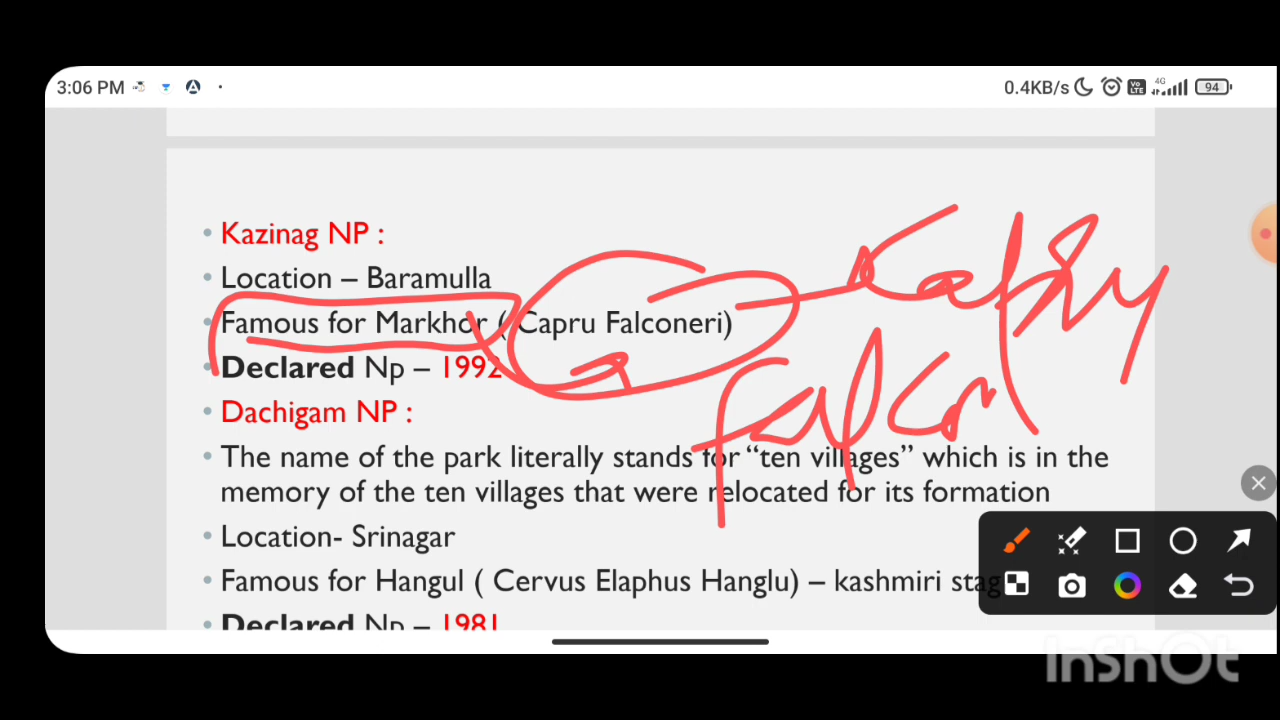 3:06 PM
0.4KB/s
4G
Vo LTE
94
• Kazinag NP :
• Location – Baramulla
• Famous for Markhor ( Capru Falconeri)
• Declared Np – 1992
• Dachigam NP :
• The name of the park literally stands for “ten villages” which is in the
memory of the ten villages that were relocated for its formation
• Location- Srinagar
• Famous for Hangul ( Cervus Elaphus Hanglu) – kashmiri stag
• Declared Np – 1981
InShOt